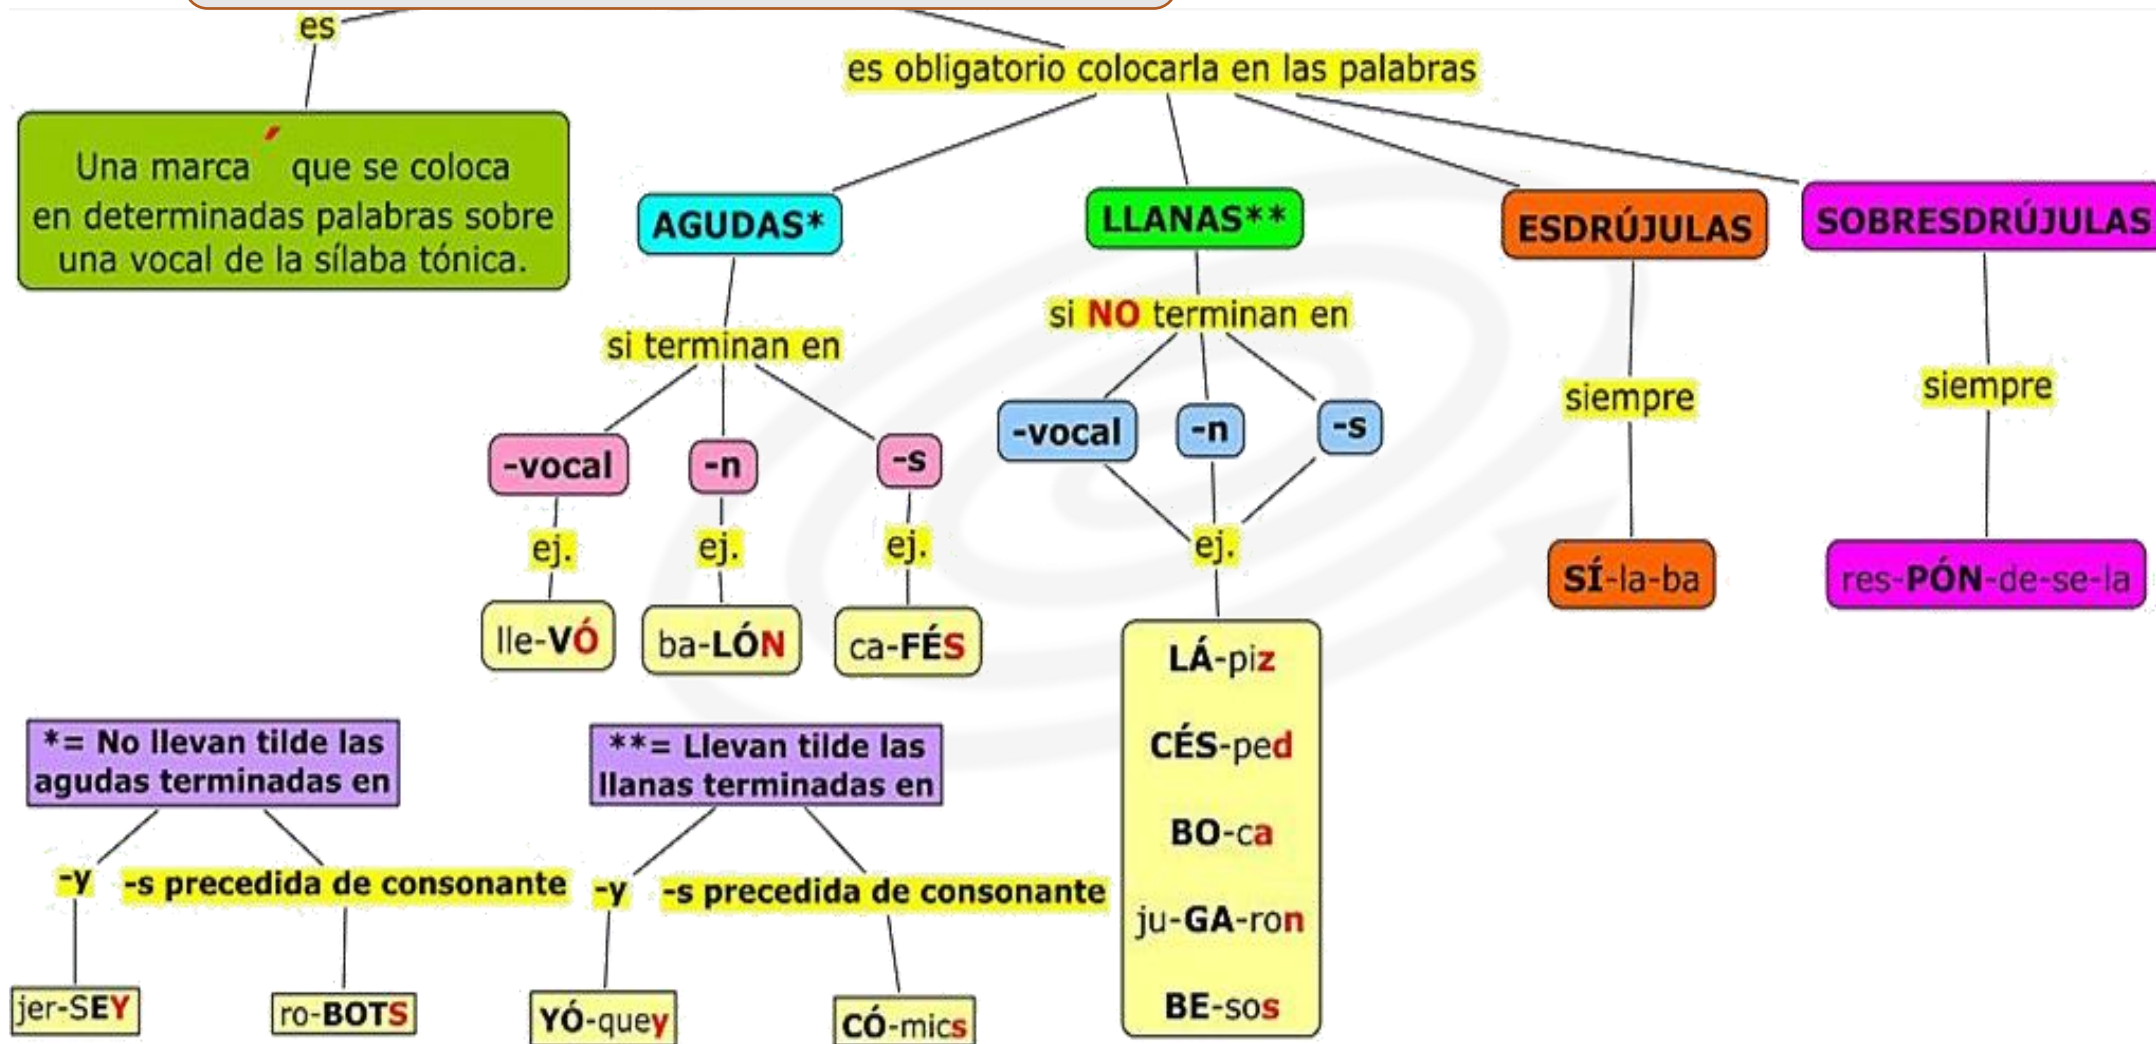 es
es obligatorio colocarla en las palabras
Una marca ´ que se coloca
en determinadas palabras sobre
una vocal de la sílaba tónica.
AGUDAS*
LLANAS**
ESDRÚJULAS
SOBRESDRÚJULAS
si terminan en
si NO terminan en
siempre
siempre
-vocal
-n
-s
-vocal
-n
-s
ej.
ej.
ej.
ej.
lle-VÓ
ba-LÓN
ca-FÉS
LÁ-piz
CÉS-ped
BO-ca
ju-GA-ron
BE-sos
SÍ-la-ba
res-PÓN-de-se-la
*= No llevan tilde las
agudas terminadas en
-y
-s precedida de consonante
jer-SEY
ro-BOTS
**= Llevan tilde las
llanas terminadas en
-y
-s precedida de consonante
YÓ-quey
CÓ-mics